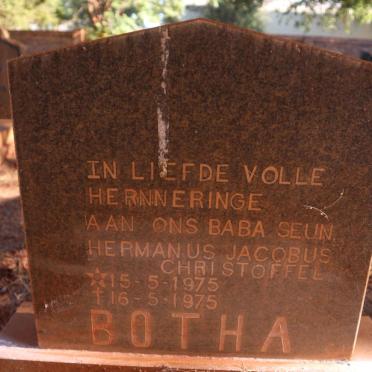 IN LIEFDE VOLLE
HERNNERINGE
AAN ONS BABA SEUN
HERMANUS JACOBUS
CHRISTOFFEL
15-5-1975
†16-5-1975
BOTHA